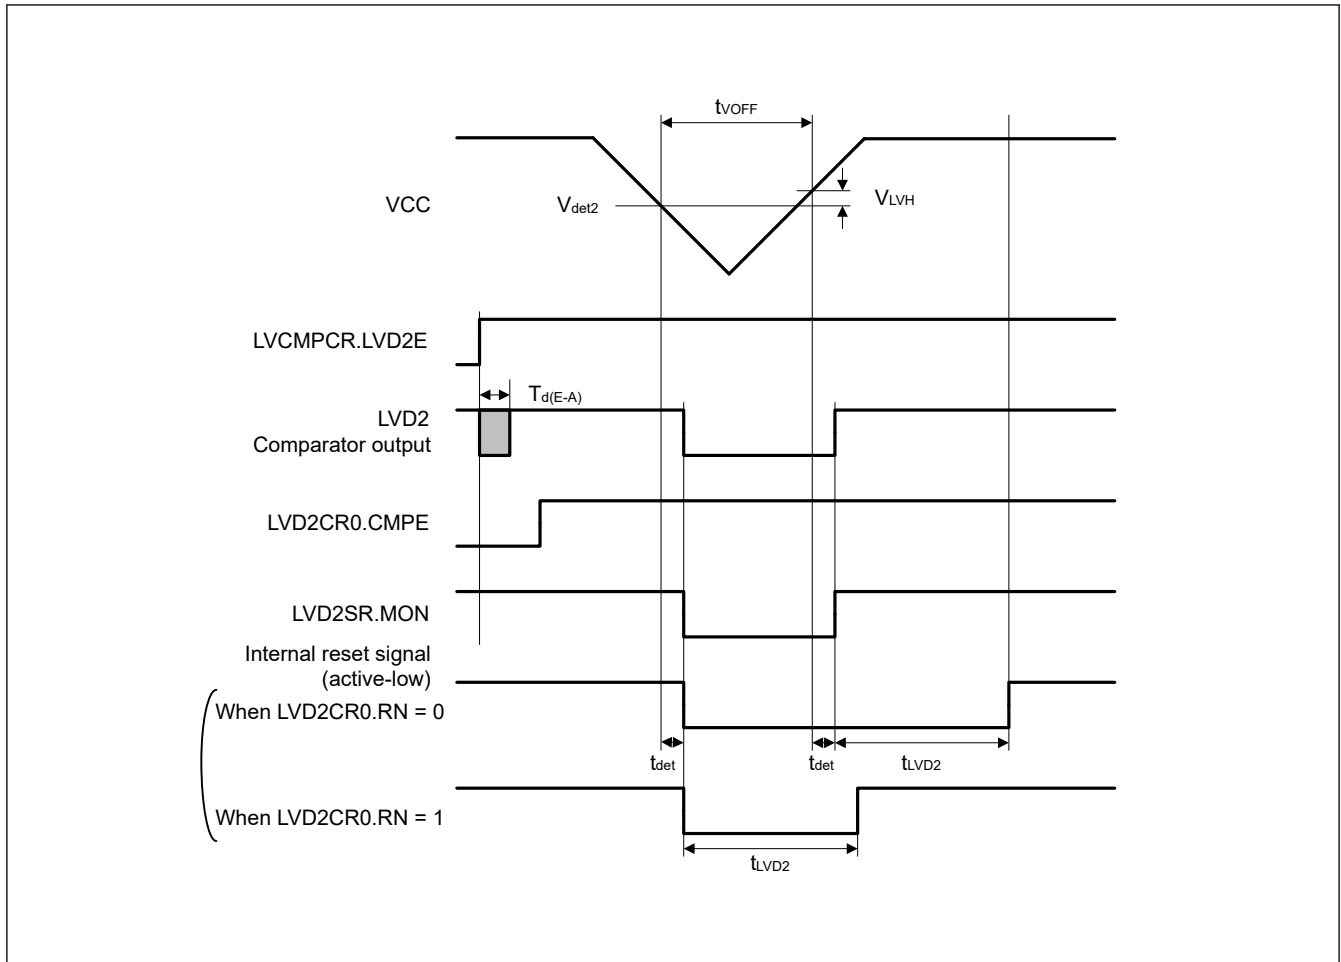 tVOFF
VCC
Vdet2
VLVH
LVCMPCR.LVD2E
Td(E-A)
LVD2
Comparator output
LVD2CR0.CMPE
LVD2SR.MON
Internal reset signal
(active-low)
When LVD2CR0.RN = 0
tdet
tdet
tLVD2
When LVD2CR0.RN = 1
tLVD2